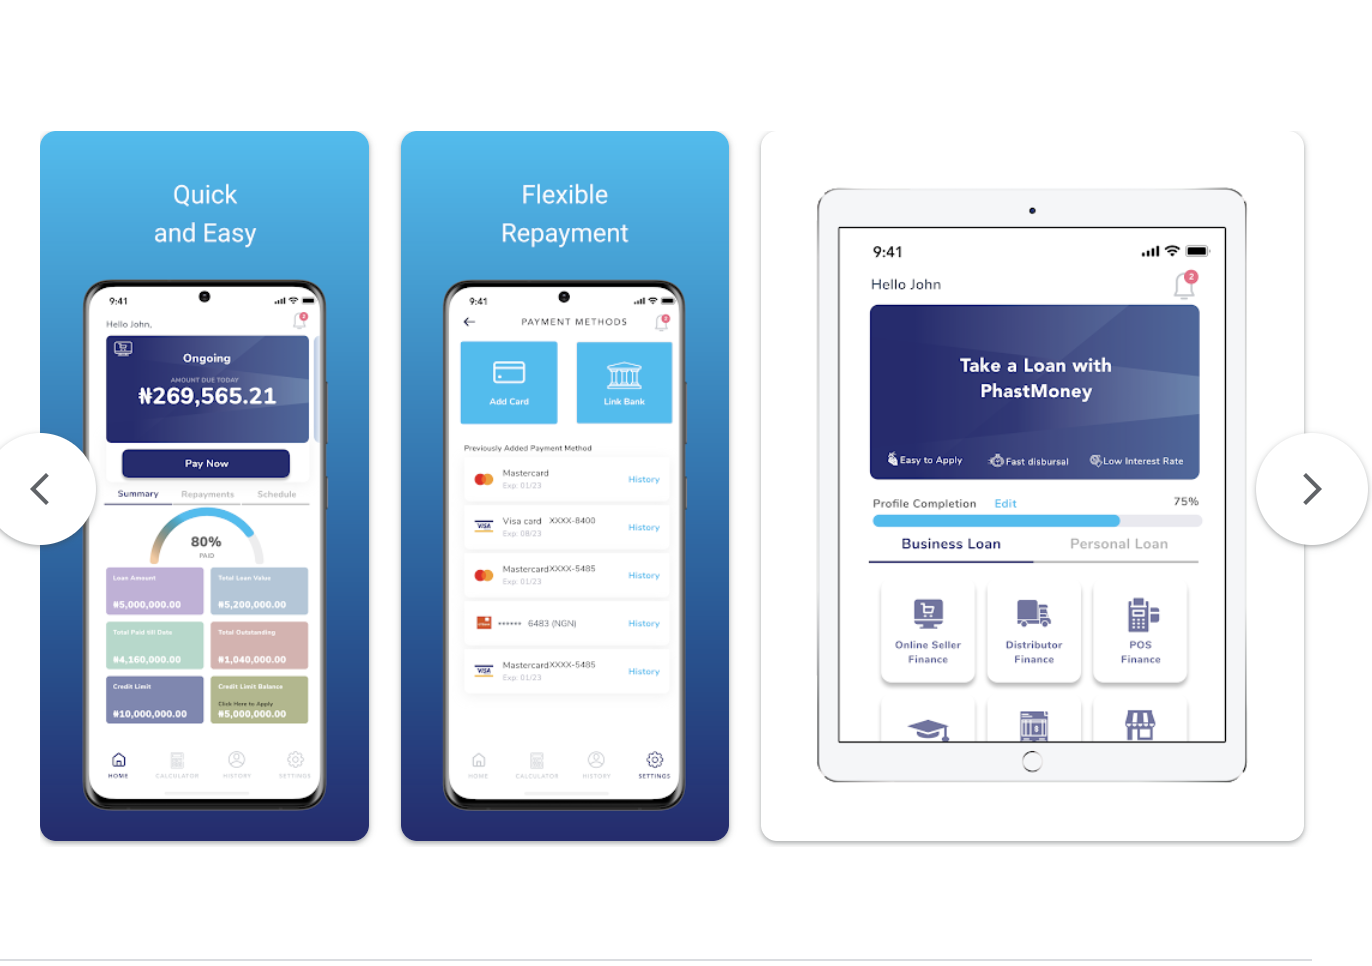 Quick
and Easy
9:41
Hello John,
2
Ongoing
AMOUNT DUE TODAY
₦269,565.21
Pay Now
Summary Repayments Schedule
80%
PAID
Loan Amount Total Loan Value
₦5,000,000.00 ₦5,200,000.00
Total Paid till Date Total Outstanding
₦4,160,000.00 ₦1,040,000.00
Credit Limit Credit Limit Balance
Click Here to Apply
₦10,000,000.00 ₦5,000,000.00
HOME CALCULATOR HISTORY SETTINGS
Flexible
Repayment
9:41
PAYMENT METHODS
Add Card Link Bank
Previously Added Payment Method
Mastercard
Exp: 01/23
History
VISA
Visa card XXXX-8400
Exp: 08/23
History
MastercardXXXX-5485
Exp: 01/23
History
•••••• 6483 (NGN)
History
VISA
MastercardXXXX-5485
Exp: 01/23
History
HOME CALCULATOR HISTORY SETTINGS
9:41
Hello John
2
Take a Loan with
PhastMoney
Easy to Apply Fast disbursal Low Interest Rate
Profile Completion Edit 75%
Business Loan Personal Loan
Online Seller
Finance
Distributor
Finance
POS
Finance